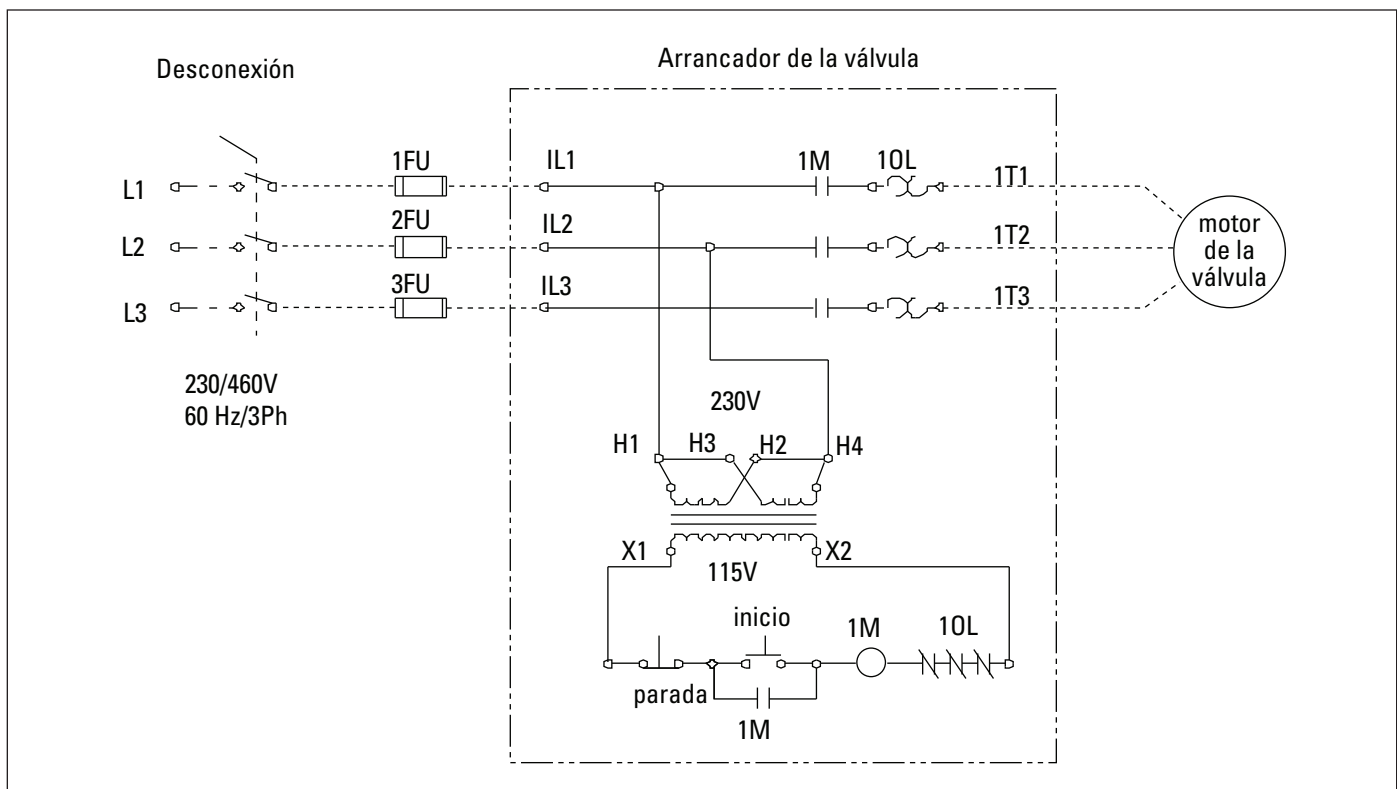 Desconexión
Arrancador de la válvula
1FU
IL1
1M
1OL
1T1
L1
2FU
IL2
1T2
L2
motor
de la
válvula
3FU
IL3
1T3
L3
230/460V
60 Hz/3Ph
230V
H1
H3
H2
H4
X1
X2
115V
inicio
1M
1OL
parada
1M